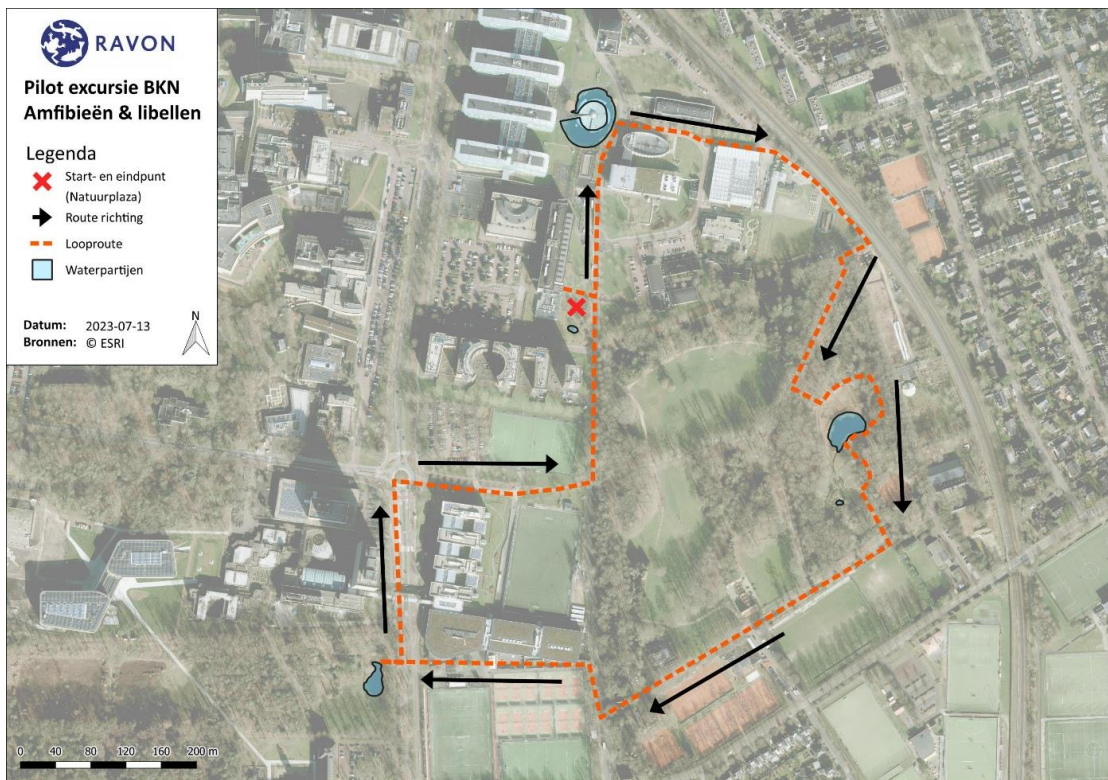 RAVON
Pilot excursie BKN
Amfibieën & libellen
Legenda
Start- en eindpunt
(Natuurplaza)
Route richting
Looproute
Waterpartijen
Datum: 2023-07-13
Bronnen: © ESRI
N
0 40 80 120 160 200 m